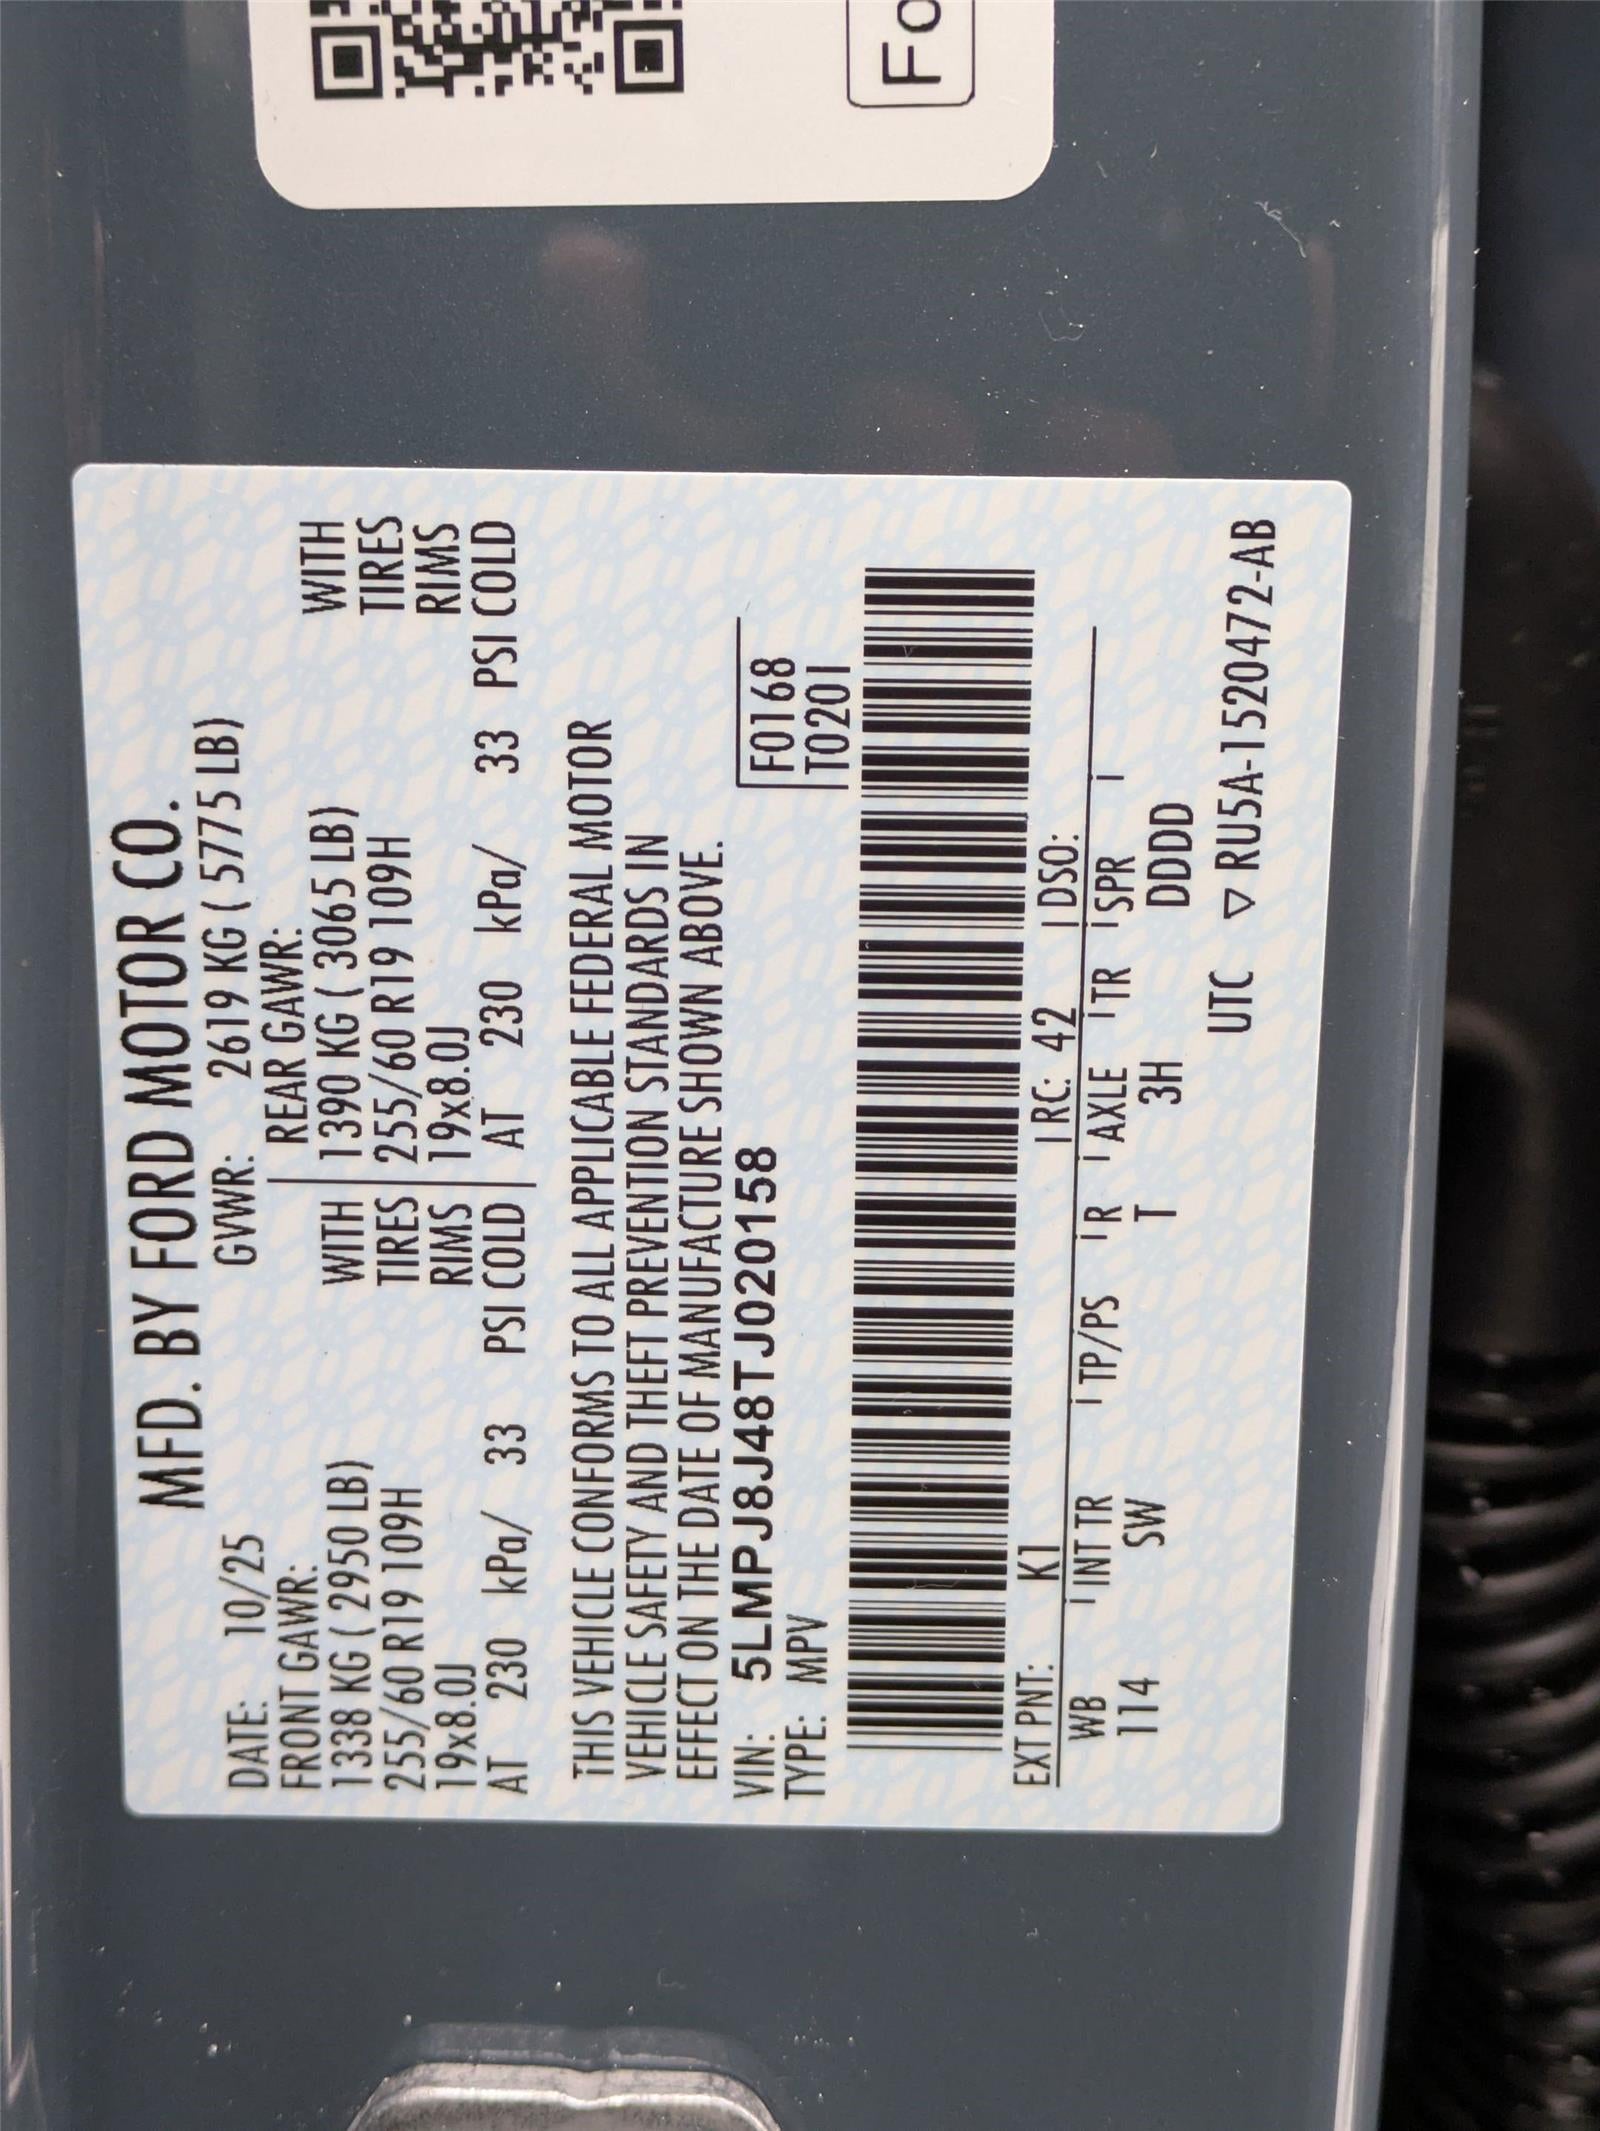 Fo
MFD. BY FORD MOTOR CO.
DATE: 10/25 GVWR: 2619 KG ( 5775 LB)
FRONT GAWR: REAR GAWR:
1338 KG ( 2950 LB) WITH 1390 KG ( 3065 LB) WITH
255/60 R19 109H TIRES 255/60 R19 109H TIRES
19x8.0J RIMS 19x8.0J RIMS
AT 230 kPa/ 33 PSI COLD AT 230 kPa/ 33 PSI COLD
THIS VEHICLE CONFORMS TO ALL APPLICABLE FEDERAL MOTOR
VEHICLE SAFETY AND THEFT PREVENTION STANDARDS IN
EFFECT ON THE DATE OF MANUFACTURE SHOWN ABOVE.
VIN: 5LMPJ8J48TJ020158 F0168
TYPE: MPV T0201
EXT PNT: K1 RC: 42 DSO:
WB INT TR TP/PS R AXLE TR SPR
114 SW T 3H DDDD
UTC ▽ RU5A-1520472-AB